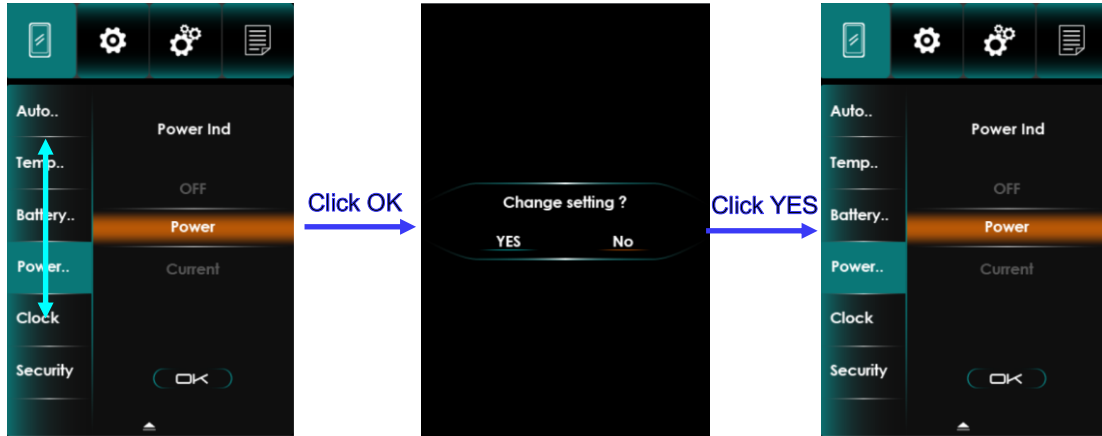 Auto..
Temp..
Battery..
Power..
Clock
Security
Power Ind
OFF
Power
Current
OK
Click OK
Change setting ?
YES No
Click YES
Auto..
Temp..
Battery..
Power..
Clock
Security
Power Ind
OFF
Power
Current
OK